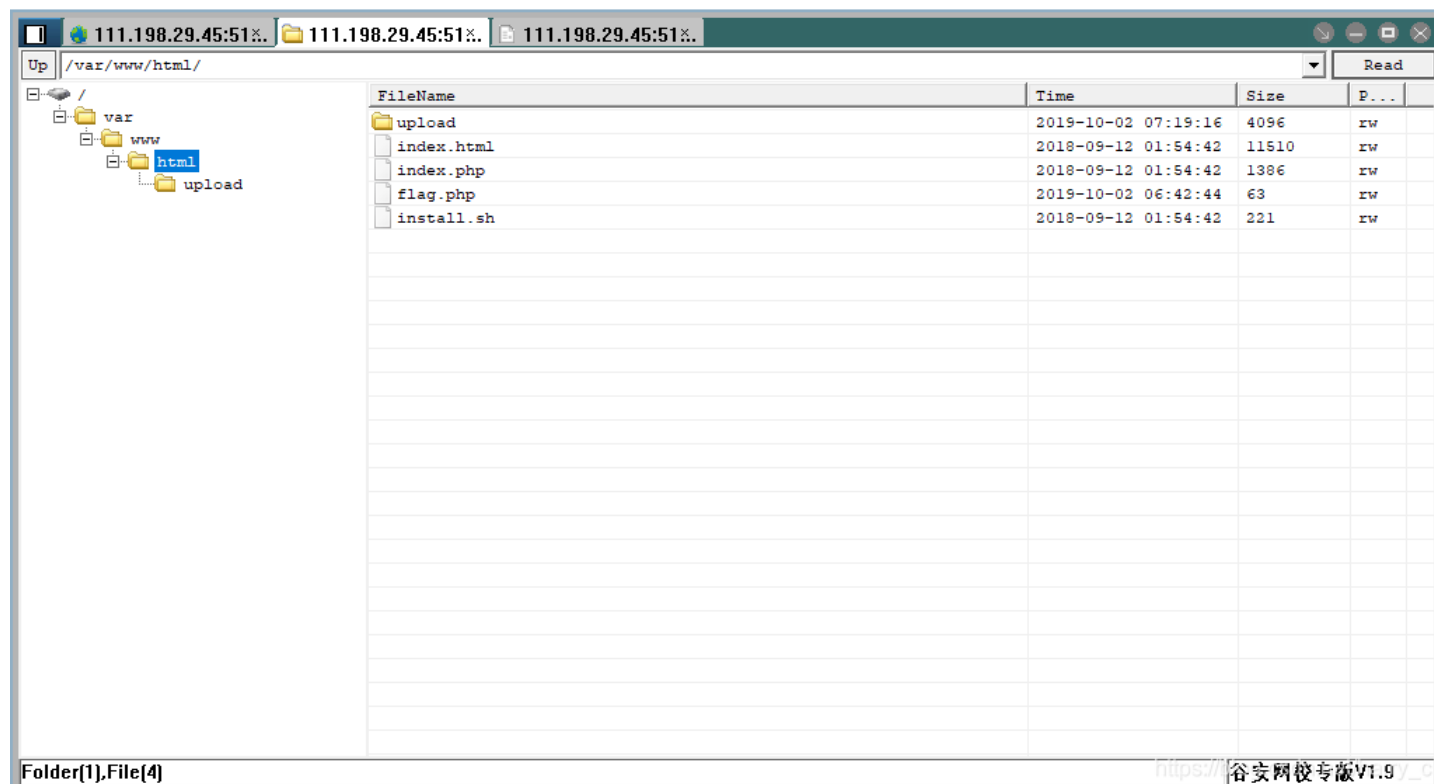 111.198.29.45:51 111.198.29.45:51 111.198.29.45:51
Up /var/www/html/ Read
/
var
www
html
upload
FileName Time Size P...
upload 2019-10-02 07:19:16 4096 rw
index.html 2018-09-12 01:54:42 11510 rw
index.php 2018-09-12 01:54:42 1386 rw
flag.php 2019-10-02 06:42:44 63 rw
install.sh 2018-09-12 01:54:42 221 rw
Folder(1),File(4) 谷安网校专版V1.9
https://